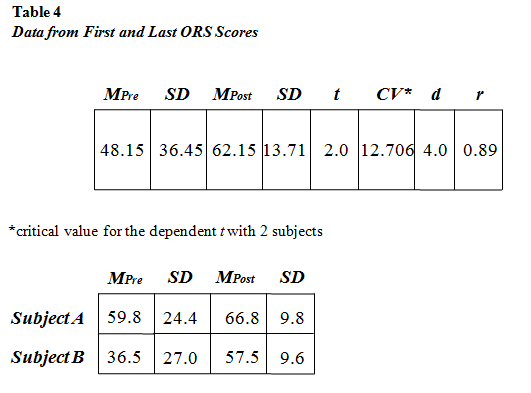 Table 4
Data from First and Last ORS Scores
MPre SD MPost SD t CV* d r
48.15 36.45 62.15 13.71 2.0 12.706 4.0 0.89
*critical value for the dependent t with 2 subjects
MPre SD MPost SD
Subject A 59.8 24.4 66.8 9.8
Subject B 36.5 27.0 57.5 9.6